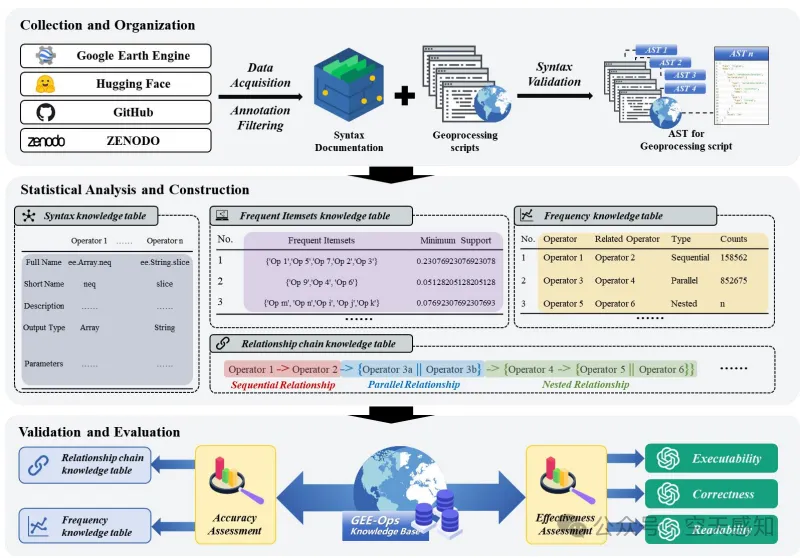 Collection and Organization
Google Earth Engine
Hugging Face
GitHub
zenodo ZENODO
Data
Acquisition
Annotation
Filtering
Syntax
Documentation
Geoprocessing
scripts
Syntax
Validation
AST 1
AST 2
AST 3
AST 4
AST n
AST for
Geoprocessing script
Statistical Analysis and Construction
Syntax knowledge table
Operator 1 …… Operator n
Full Name ee.Array.neq ee.String.slice
Short Name neq slice
Description …… ……
Output Type Array String
Parameters …… ……
Frequent Itemsets knowledge table
No. Frequent Itemsets Minimum Support
1 {'Op 1','Op 5','Op 7,'Op 2','Op 3'} 0.23076923076923078
2 {'Op 9','Op 4', 'Op 6'} 0.05128205128205128
3 {'Op m', 'Op n','Op i', 'Op j','Op k'} 0.07692307692307693
……
Frequency knowledge table
No. Operator Related Operator Type Counts
1 Operator 1 Operator 2 Sequential 158562
2 Operator 3 Operator 4 Parallel 852675
3 Operator 5 Operator 6 Nested n
……
Relationship chain knowledge table
Operator 1 -> Operator 2 -> {Operator 3a || Operator 3b} -> {Operator 4 -> {Operator 5 || Operator 6}} ……
Sequential Relationship Parallel Relationship Nested Relationship
Validation and Evaluation
Relationship chain
knowledge table
Frequency
knowledge table
Accuracy
Assessment
GEE-Ops
Knowledge Base
Effectiveness
Assessment
Executability
Correctness
Readability
公众号 · 空天感知